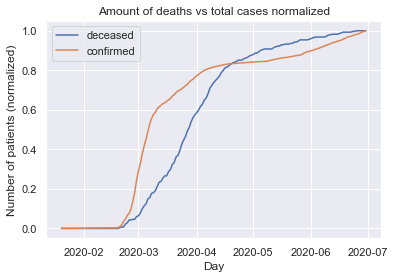 Amount of deaths vs total cases normalized
deceased
confirmed
Number of patients (normalized)
1.0
0.8
0.6
0.4
0.2
0.0
2020-02 2020-03 2020-04 2020-05 2020-06 2020-07
Day